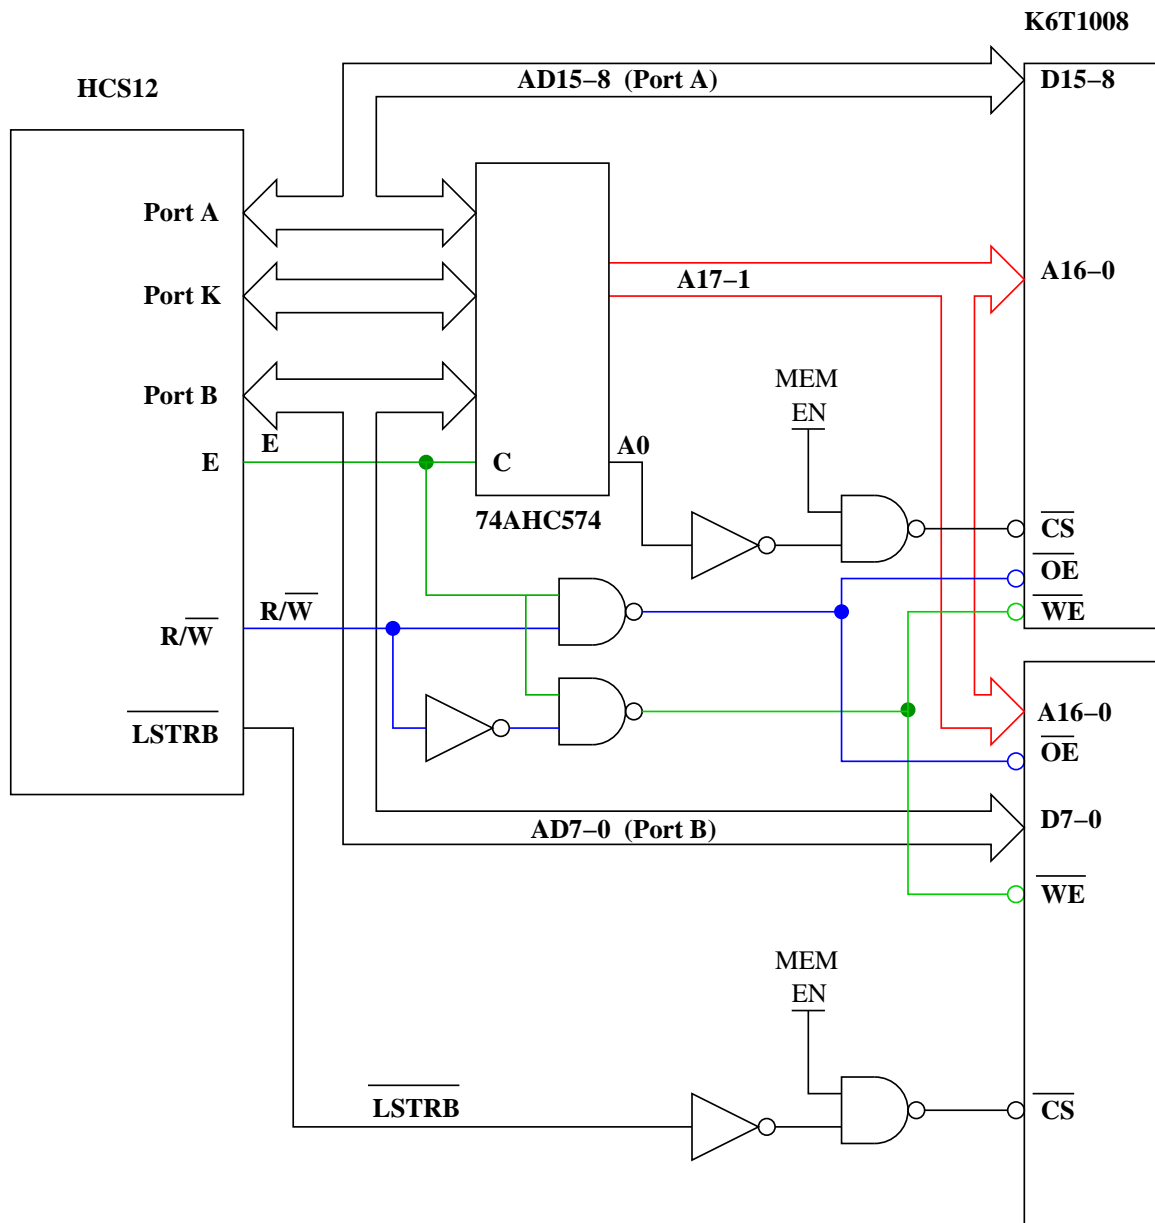 K6T1008
HCS12
AD15–8 (Port A)
D15–8
Port A
A17–1
A16–0
Port K
MEM
EN
Port B
E
E
C
A0
74AHC574
CS
OE
R/W
R/W
WE
LSTRB
A16–0
OE
AD7–0 (Port B)
D7–0
WE
MEM
EN
LSTRB
CS